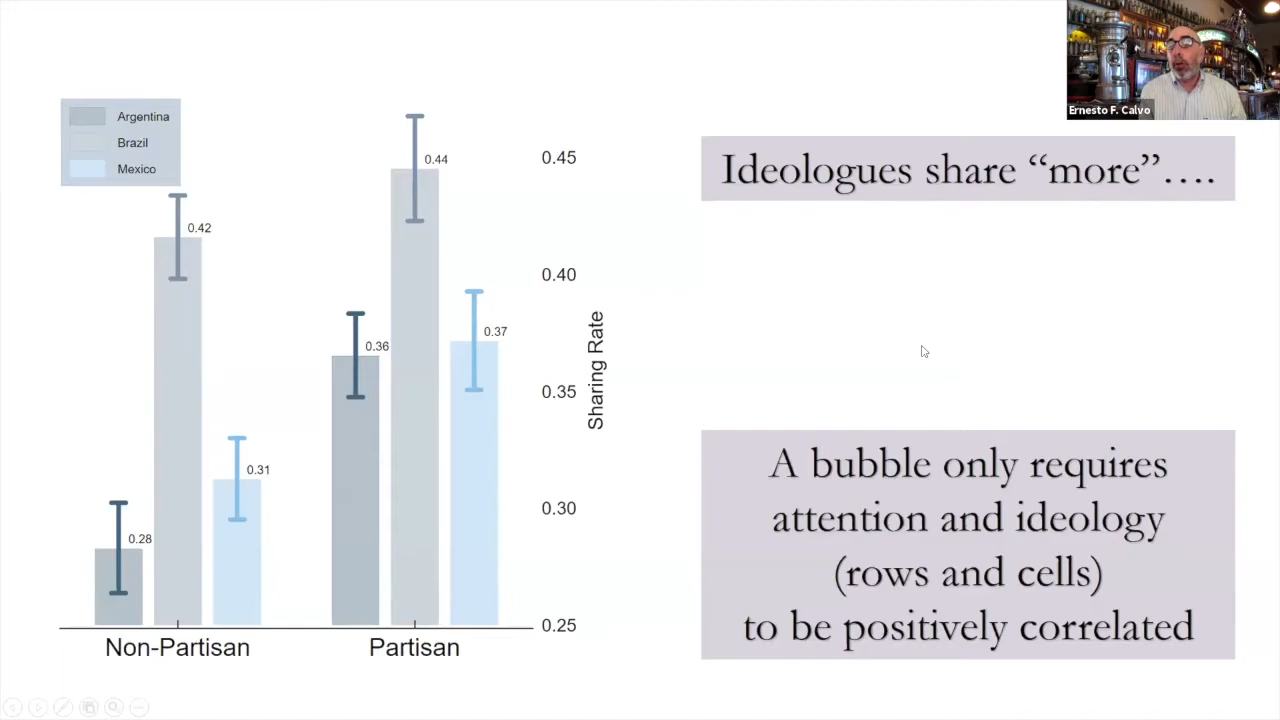 Ernesto F. Calvo
Argentina
Brazil
Mexico
0.42
0.28
0.31
0.44
0.36
0.37
0.45
0.40
0.35
0.30
0.25
Sharing Rate
Non-Partisan
Partisan
Ideologues share “more”….
A bubble only requires
attention and ideology
(rows and cells)
to be positively correlated